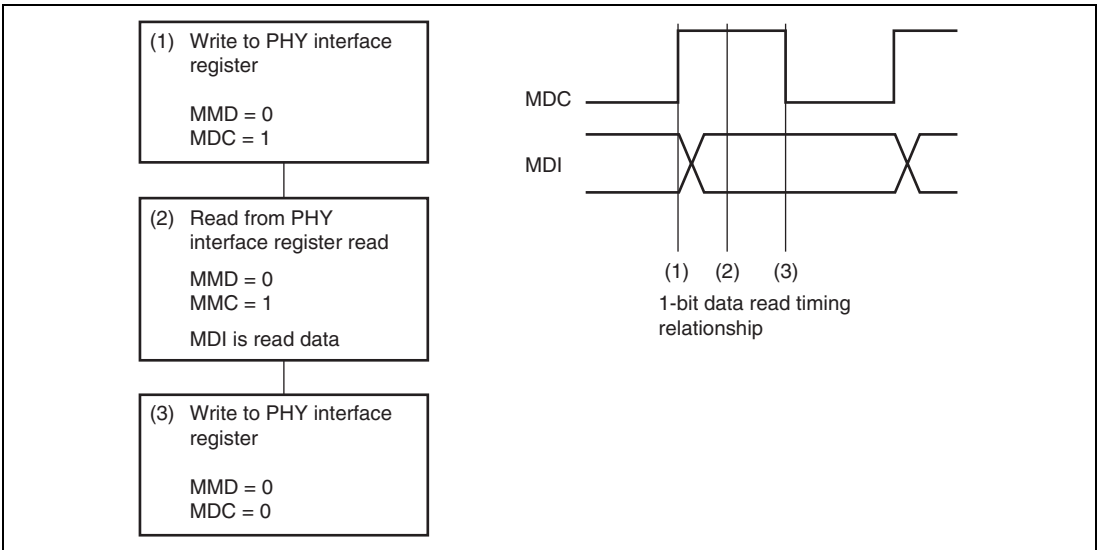 (1) Write to PHY interface
register
MMD = 0
MDC = 1
(2) Read from PHY
interface register read
MMD = 0
MMC = 1
MDI is read data
(3) Write to PHY interface
register
MMD = 0
MDC = 0
MDC
MDI
(1) (2) (3)
1-bit data read timing
relationship